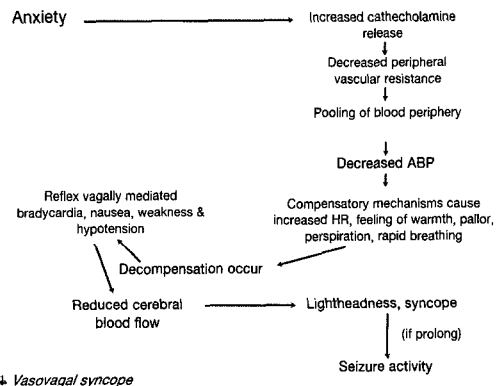 Anxiety
Increased cathecholamine
release
Decreased peripheral
vascular resistance
Pooling of blood periphery
Decreased ABP
Compensatory mechanisms cause
increased HR, feeling of warmth, pallor,
perspiration, rapid breathing
Decompensation occur
Reflex vagally mediated
bradycardia, nausea, weakness &
hypotension
Reduced cerebral
blood flow
Lightheadness, syncope
(if prolong)
Seizure activity
Vasovagal syncope